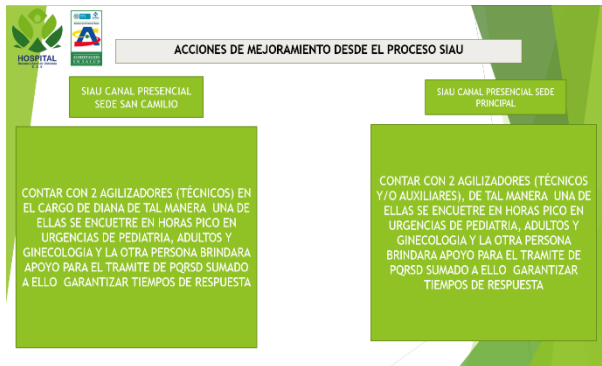 HOSPITAL
ACREDITACIÓN
EN SALUD
ACCIONES DE MEJORAMIENTO DESDE EL PROCESO SIAU
SIAU CANAL PRESENCIAL
SEDE SAN CAMILIO
CONTAR CON 2 AGILIZADORES (TÉCNICOS) EN
EL CARGO DE DIANA DE TAL MANERA UNA DE
ELLAS SE ENCUETRE EN HORAS PICO EN
URGENCIAS DE PEDIATRIA, ADULTOS Y
GINECOLOGIA Y LA OTRA PERSONA BRINDARA
APOYO PARA EL TRAMITE DE PQRSD SUMADO
A ELLO GARANTIZAR TIEMPOS DE RESPUESTA
SIAU CANAL PRESENCIAL SEDE
PRINCIPAL
CONTAR CON 2 AGILIZADORES (TÉCNICOS
Y/O AUXILIARES), DE TAL MANERA UNA DE
ELLAS SE ENCUETRE EN HORAS PICO EN
URGENCIAS DE PEDIATRIA, ADULTOS Y
GINECOLOGIA Y LA OTRA PERSONA
BRINDARA APOYO PARA EL TRAMITE DE
PQRSD SUMADO A ELLO GARANTIZAR
TIEMPOS DE RESPUESTA